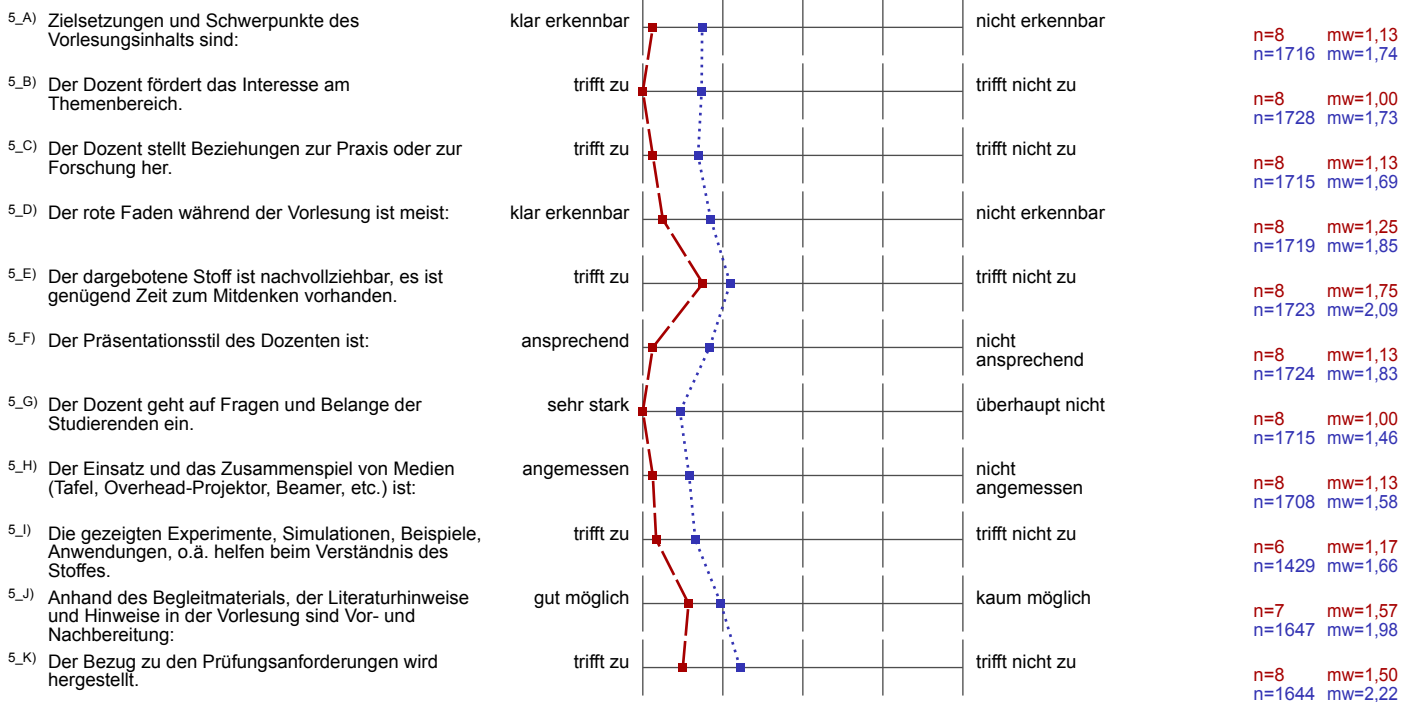 5_A) Zielsetzungen und Schwerpunkte des
Vorlesungsinhalts sind:
klar erkennbar
nicht erkennbar
n=8 mw=1,13
n=1716 mw=1,74
5_B) Der Dozent fördert das Interesse am
Themenbereich.
trifft zu
trifft nicht zu
n=8 mw=1,00
n=1728 mw=1,73
5_C) Der Dozent stellt Beziehungen zur Praxis oder zur
Forschung her.
trifft zu
trifft nicht zu
n=8 mw=1,13
n=1715 mw=1,69
5_D) Der rote Faden während der Vorlesung ist meist:
klar erkennbar
nicht erkennbar
n=8 mw=1,25
n=1719 mw=1,85
5_E) Der dargebotene Stoff ist nachvollziehbar, es ist
genügend Zeit zum Mitdenken vorhanden.
trifft zu
trifft nicht zu
n=8 mw=1,75
n=1723 mw=2,09
5_F) Der Präsentationsstil des Dozenten ist:
ansprechend
nicht
ansprechend
n=8 mw=1,13
n=1724 mw=1,83
5_G) Der Dozent geht auf Fragen und Belange der
Studierenden ein.
sehr stark
überhaupt nicht
n=8 mw=1,00
n=1715 mw=1,46
5_H) Der Einsatz und das Zusammenspiel von Medien
(Tafel, Overhead-Projektor, Beamer, etc.) ist:
angemessen
nicht
angemessen
n=8 mw=1,13
n=1708 mw=1,58
5_I) Die gezeigten Experimente, Simulationen, Beispiele,
Anwendungen, o.ä. helfen beim Verständnis des
Stoffes.
trifft zu
trifft nicht zu
n=6 mw=1,17
n=1429 mw=1,66
5_J) Anhand des Begleitmaterials, der Literaturhinweise
und Hinweise in der Vorlesung sind Vor- und
Nachbereitung:
gut möglich
kaum möglich
n=7 mw=1,57
n=1647 mw=1,98
5_K) Der Bezug zu den Prüfungsanforderungen wird
hergestellt.
trifft zu
trifft nicht zu
n=8 mw=1,50
n=1644 mw=2,22